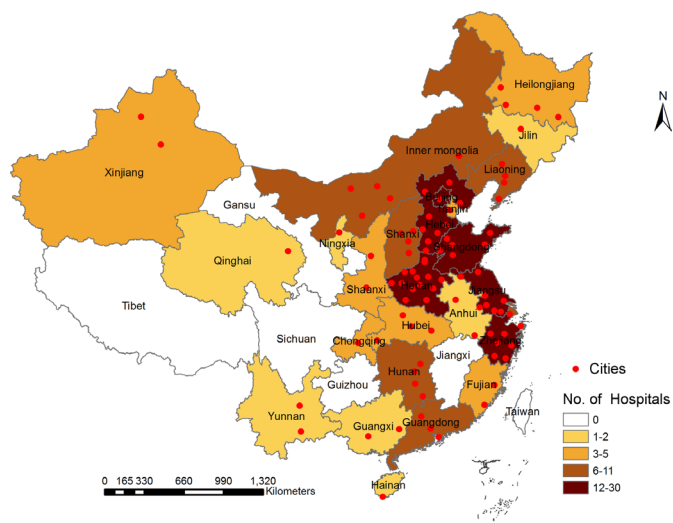 Heilongjiang
N
Jilin
Inner mongolia
Liaoning
Xinjiang
Gansu
Beijing
Tianjin
Hebei
Ningxia
Shanxi
Shangdong
Qinghai
Shaanxi
Henan
Jiangsu
Tibet
Anhui
Sichuan
Hubei
Chengqing
Zhejiang
Jiangxi
Hunan
Guizhou
Fujian
Cities
Yunnan
Guangxi
Guangdong
Taiwan
No. of Hospitals
0
1-2
3-5
6-11
12-30
Hainan
0 165 330 660 990 1,320
Kilometers